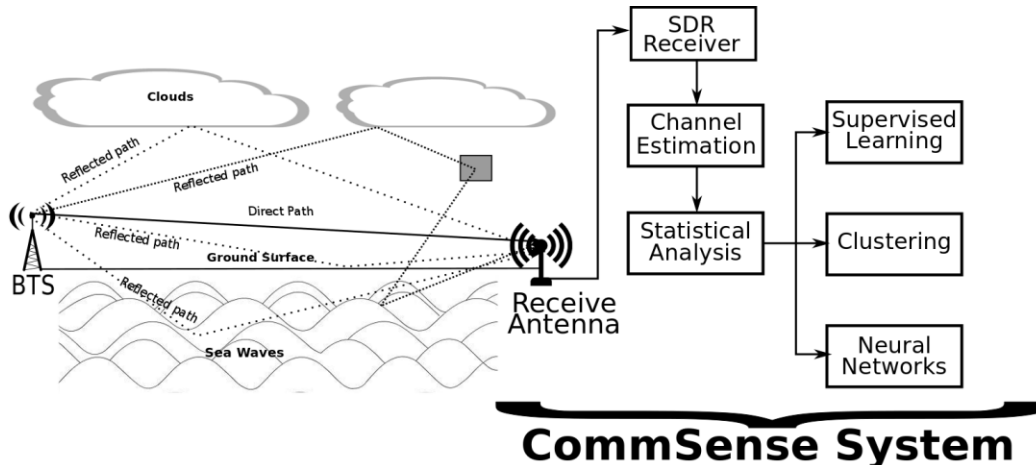 Clouds
Reflected path
Reflected path
Direct Path
Reflected path
Ground Surface
BTS
Reflected path
Sea Waves
Receive
Antenna
SDR
Receiver
Channel
Estimation
Statistical
Analysis
Supervised
Learning
Clustering
Neural
Networks
CommSense System